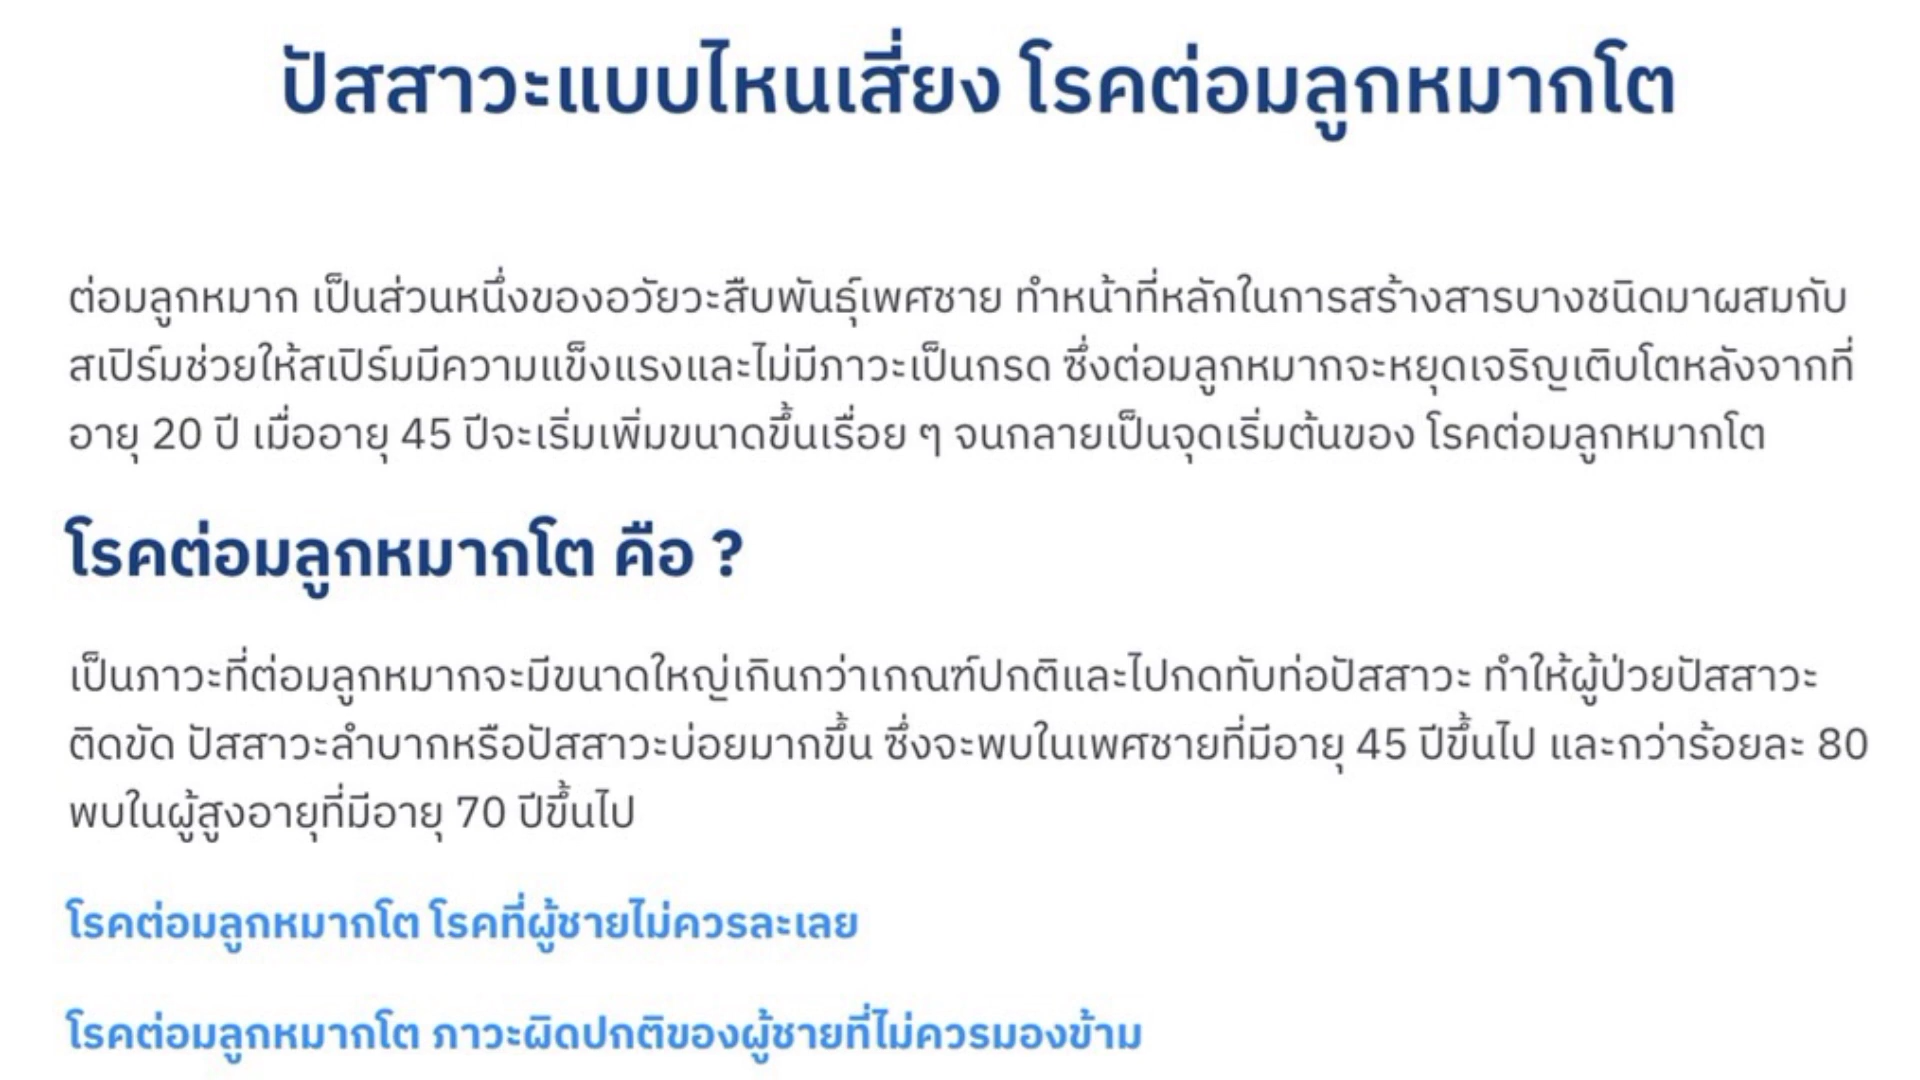 ปัสสาวะแบบไหนเสี่ยง โรคต่อมลูกหมากโต
ต่อมลูกหมาก เป็นส่วนหนึ่งของอวัยวะสืบพันธุ์เพศชาย ทำหน้าที่หลักในการสร้างสารบางชนิดมาผสมกับ
สเปิร์มช่วยให้สเปิร์มมีความแข็งแรงและไม่มีภาวะเป็นกรด ซึ่งต่อมลูกหมากจะหยุดเจริญเติบโตหลังจากที่
อายุ 20 ปี เมื่ออายุ 45 ปีจะเริ่มเพิ่มขนาดขึ้นเรื่อย ๆ จนกลายเป็นจุดเริ่มต้นของ โรคต่อมลูกหมากโต
โรคต่อมลูกหมากโต คือ ?
เป็นภาวะที่ต่อมลูกหมากจะมีขนาดใหญ่เกินกว่าเกณฑ์ปกติและไปกดทับท่อปัสสาวะ ทำให้ผู้ป่วยปัสสาวะ
ติดขัด ปัสสาวะลำบากหรือปัสสาวะบ่อยมากขึ้น ซึ่งจะพบในเพศชายที่มีอายุ 45 ปีขึ้นไป และกว่าร้อยละ 80
พบในผู้สูงอายุที่มีอายุ 70 ปีขึ้นไป
โรคต่อมลูกหมากโต โรคที่ผู้ชายไม่ควรละเลย
โรคต่อมลูกหมากโต ภาวะผิดปกติของผู้ชายที่ไม่ควรมองข้าม